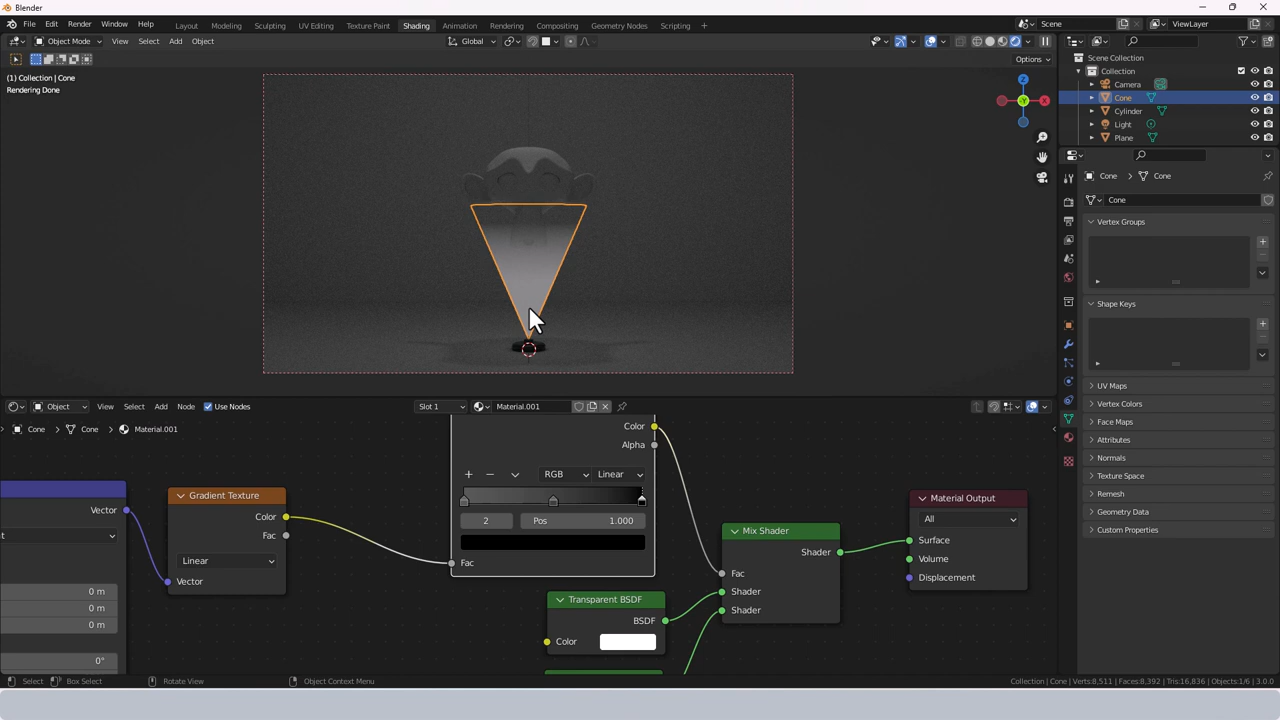 Blender
File Edit Render Window Help Layout Modeling Sculpting UV Editing Texture Paint Shading Animation Rendering Compositing Geometry Nodes Scripting + Scene ViewLayer
Object Mode View Select Add Object Global
Options
(1) Collection | Cone
Rendering Done
Z
Y
X
Scene Collection
Collection
Camera
Cone
Cylinder
Light
Plane
Cone > Cone
Cone
Vertex Groups
Shape Keys
UV Maps
Vertex Colors
Face Maps
Attributes
Normals
Texture Space
Remesh
Geometry Data
Custom Properties
Object View Select Add Node Use Nodes Slot 1 Material.001
Cone > Cone > Material.001
Vector
0 m
0 m
0 m
0°
Gradient Texture
Color
Fac
Linear
Vector
Color
Alpha
+ − RGB Linear
2 Pos 1.000
Fac
Transparent BSDF
BSDF
Color
Mix Shader
Shader
Fac
Shader
Shader
Material Output
All
Surface
Volume
Displacement
Select Box Select Rotate View Object Context Menu Collection | Cone | Verts:8,511 | Faces:8,392 | Tris:16,836 | Objects:1/6 | 3.0.0